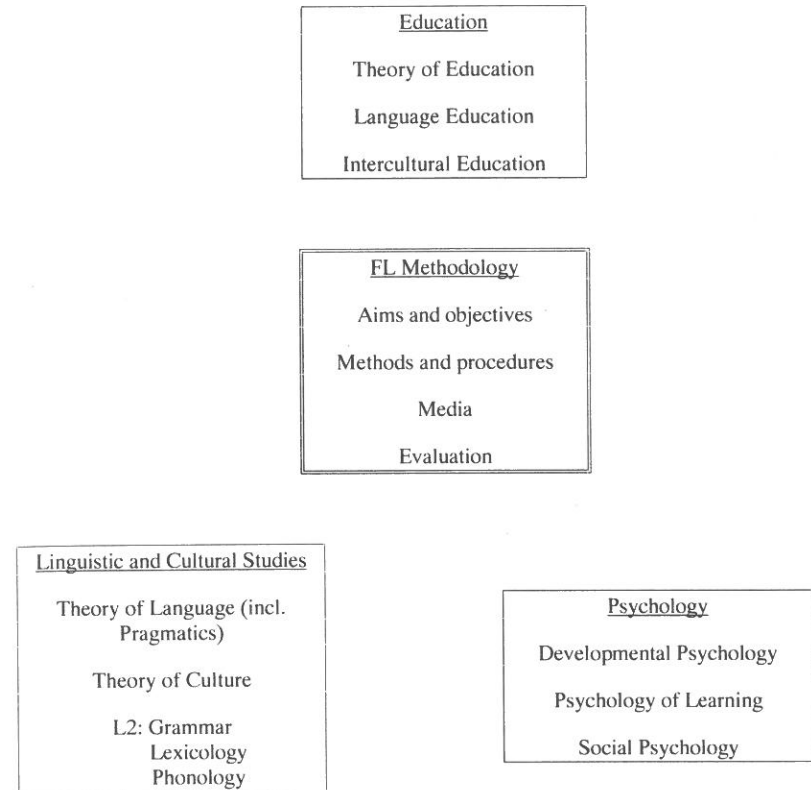 Education
Theory of Education
Language Education
Intercultural Education
FL Methodology
Aims and objectives
Methods and procedures
Media
Evaluation
Linguistic and Cultural Studies
Theory of Language (incl.
Pragmatics)
Theory of Culture
L2: Grammar
Lexicology
Phonology
Psychology
Developmental Psychology
Psychology of Learning
Social Psychology